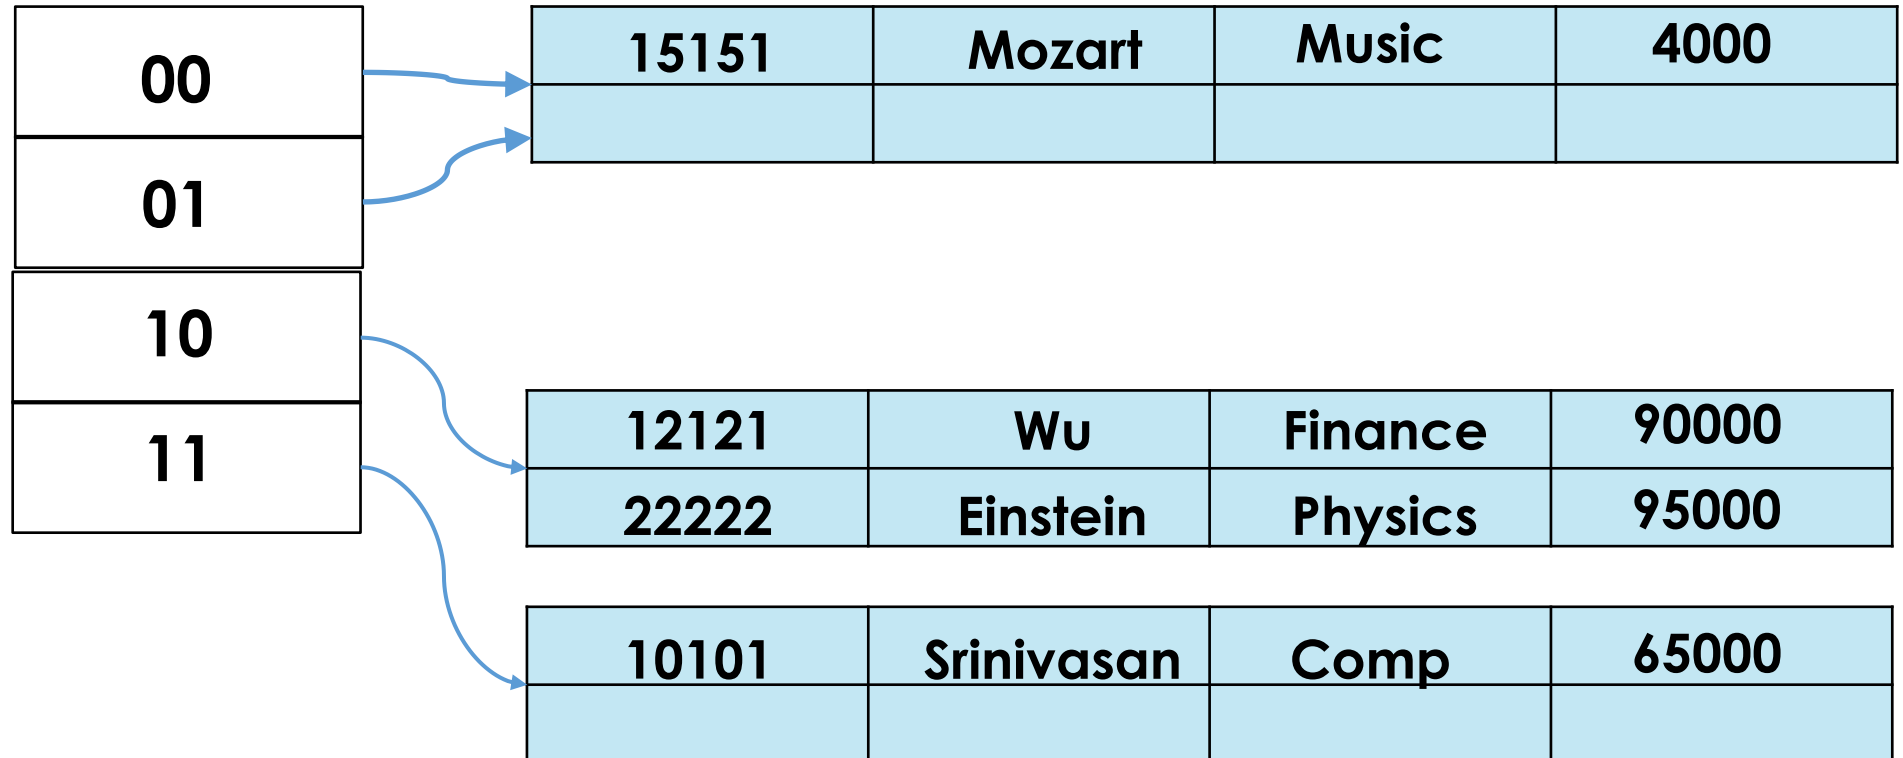 00
01
10
11
15151 Mozart Music 4000
12121 Wu Finance 90000
22222 Einstein Physics 95000
10101 Srinivasan Comp 65000